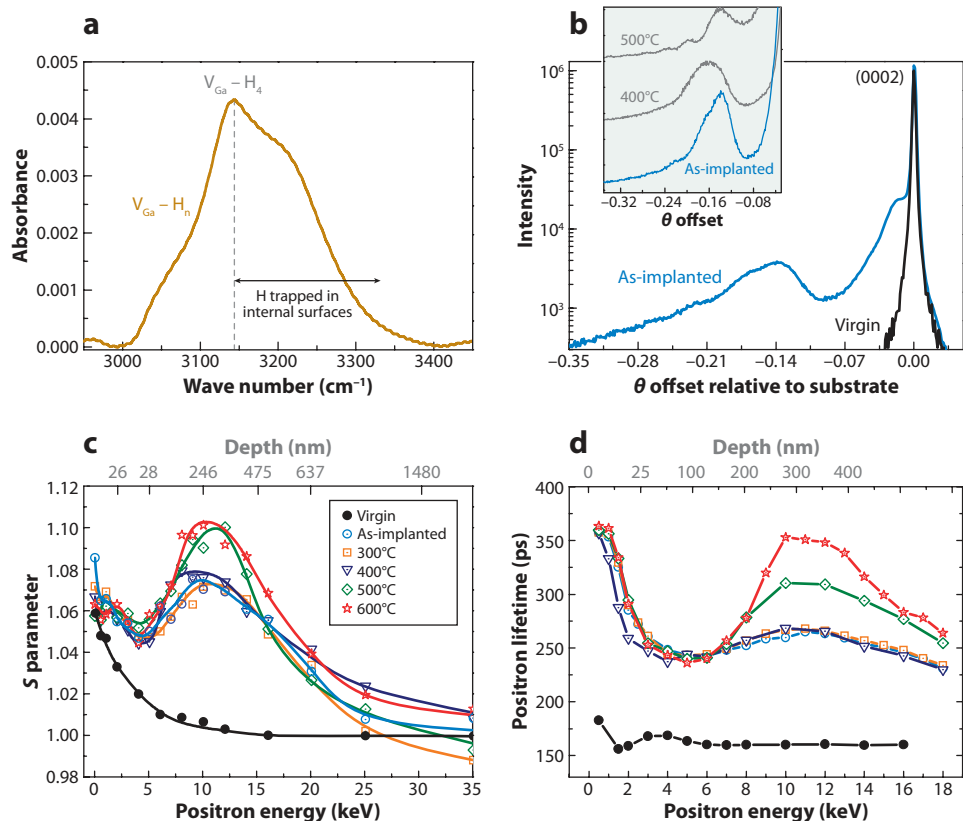 a
V_Ga – H_4
V_Ga – H_n
H trapped in
internal surfaces
Absorbance
0.005
0.004
0.003
0.002
0.001
0.000
3000 3100 3200 3300 3400
Wave number (cm⁻¹)
b
500°C
400°C
As-implanted
−0.32 −0.24 −0.16 −0.08
θ offset
(0002)
As-implanted
Virgin
Intensity
10⁶
10⁵
10⁴
10³
−0.35 −0.28 −0.21 −0.14 −0.07 0.00
θ offset relative to substrate
c
Depth (nm)
26 28 246 475 637 1480
S parameter
1.12
1.10
1.08
1.06
1.04
1.02
1.00
0.98
Virgin
As-implanted
300°C
400°C
500°C
600°C
0 5 10 15 20 25 30 35
Positron energy (keV)
d
Depth (nm)
0 25 100 200 300 400
Positron lifetime (ps)
400
350
300
250
200
150
0 2 4 6 8 10 12 14 16 18
Positron energy (keV)